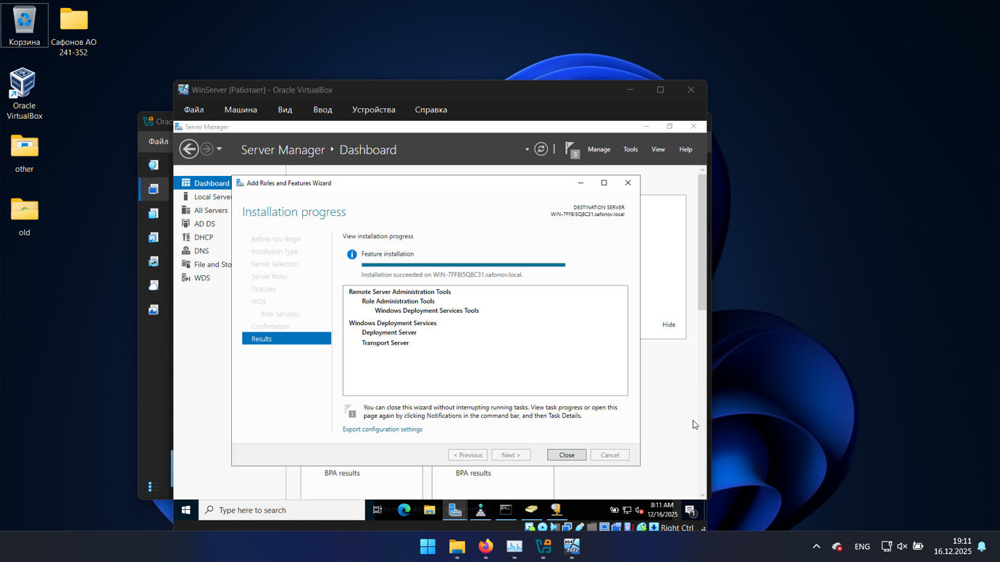 Корзина
Сафонов АО
241-352
Oracle
VirtualBox
other
old
Orac
Файл
WinServer [Работает] - Oracle VirtualBox
Файл Машина Вид Ввод Устройства Справка
Server Manager
Server Manager Dashboard
3
Manage Tools View Help
Dashboard
Local Server
All Servers
AD DS
DHCP
DNS
File and Sto
WDS
Add Roles and Features Wizard
Installation progress
DESTINATION SERVER
WIN-7FF8I5Q8C31.safonov.local
Before You Begin
Installation Type
Server Selection
Server Roles
Features
WDS
Role Services
Confirmation
Results
View installation progress
Feature installation
Installation succeeded on WIN-7FF8I5Q8C31.safonov.local.
Remote Server Administration Tools
Role Administration Tools
Windows Deployment Services Tools
Windows Deployment Services
Deployment Server
Transport Server
1
You can close this wizard without interrupting running tasks. View task progress or open this
page again by clicking Notifications in the command bar, and then Task Details.
Export configuration settings
< Previous Next > Close Cancel
Hide
BPA results BPA results
Type here to search
8:11 AM
12/16/2025
1
Right Ctrl
X64
2022
ENG
19:11
16.12.2025